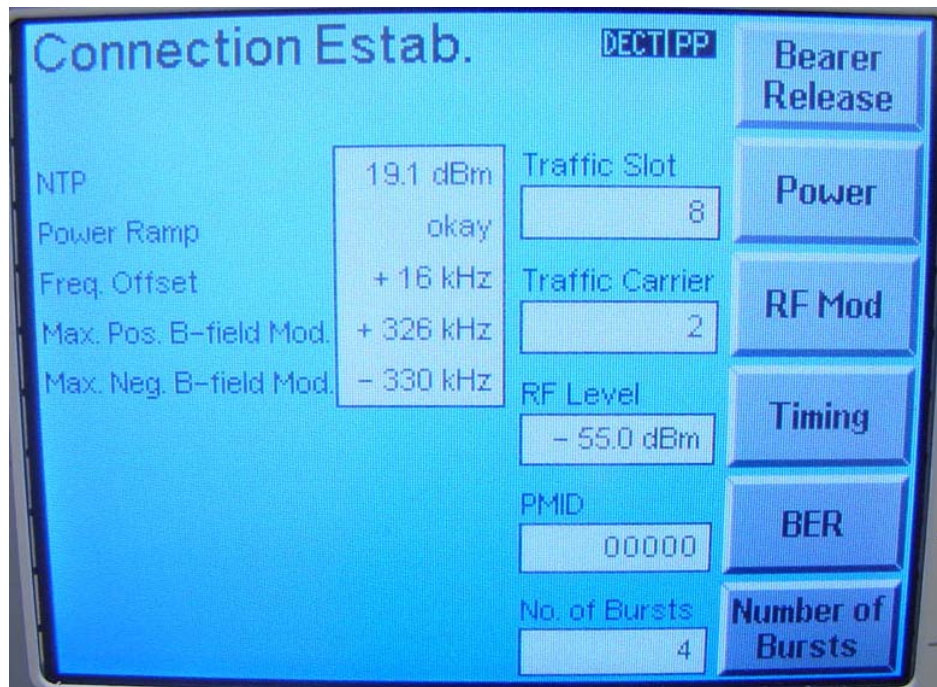 Connection Estab.
DECT PP
NTP 19.1 dBm
Power Ramp okay
Freq. Offset + 16 kHz
Max. Pos. B-field Mod. + 326 kHz
Max. Neg. B-field Mod. - 330 kHz
Traffic Slot
8
Traffic Carrier
2
RF Level
- 55.0 dBm
PMID
00000
No. of Bursts
4
Bearer
Release
Power
RF Mod
Timing
BER
Number of
Bursts